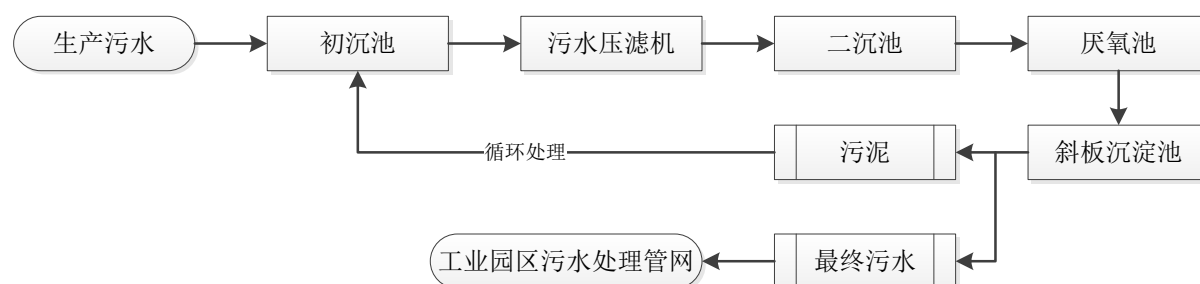 生产污水
初沉池
污水压滤机
二沉池
厌氧池
循环处理
污泥
斜板沉淀池
工业园区污水处理管网
最终污水